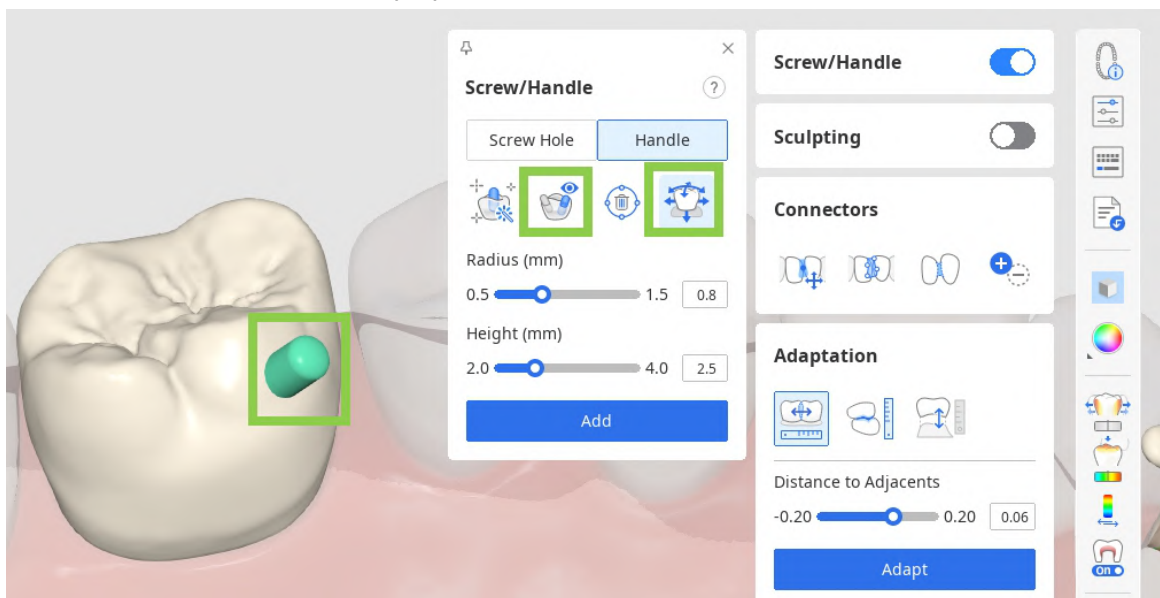 Screw/Handle
?
Screw Hole
Handle
Radius (mm)
0.5 1.5 0.8
Height (mm)
2.0 4.0 2.5
Add
Screw/Handle
Sculpting
Connectors
Adaptation
Distance to Adjacents
-0.20 0.20 0.06
Adapt
On